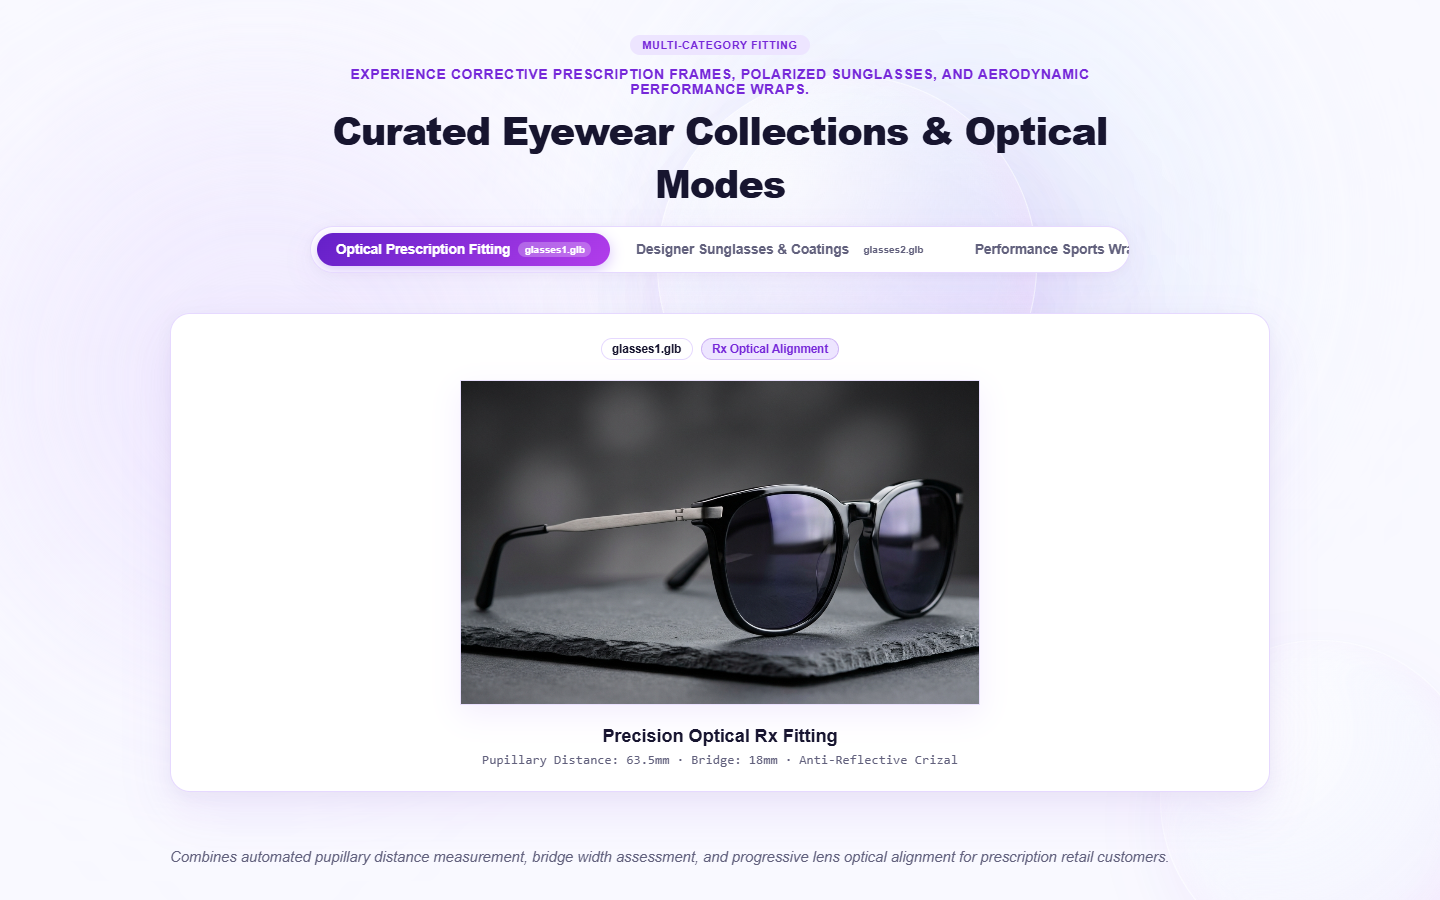 MULTI-CATEGORY FITTING
EXPERIENCE CORRECTIVE PRESCRIPTION FRAMES, POLARIZED SUNGLASSES, AND AERODYNAMIC
PERFORMANCE WRAPS.
Curated Eyewear Collections & Optical
Modes
Optical Prescription Fitting glasses1.glb Designer Sunglasses & Coatings glasses2.glb Performance Sports
glasses1.glb Rx Optical Alignment
Precision Optical Rx Fitting
Pupillary Distance: 63.5mm · Bridge: 18mm · Anti-Reflective Crizal
Combines automated pupillary distance measurement, bridge width assessment, and progressive lens optical alignment for prescription retail customers.